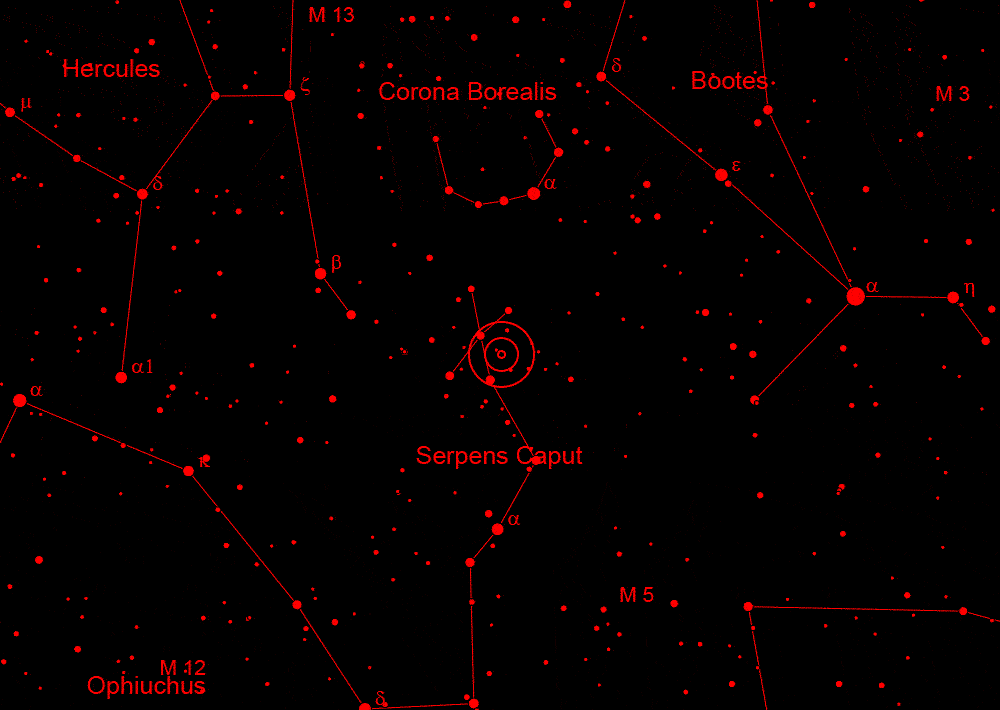 M 13
Hercules
δ
Bootes
ζ
Corona Borealis
M 3
μ
ε
δ
α
β
α
η
α1
α
Serpens Caput
κ
α
M 5
M 12
Ophiuchus
δ